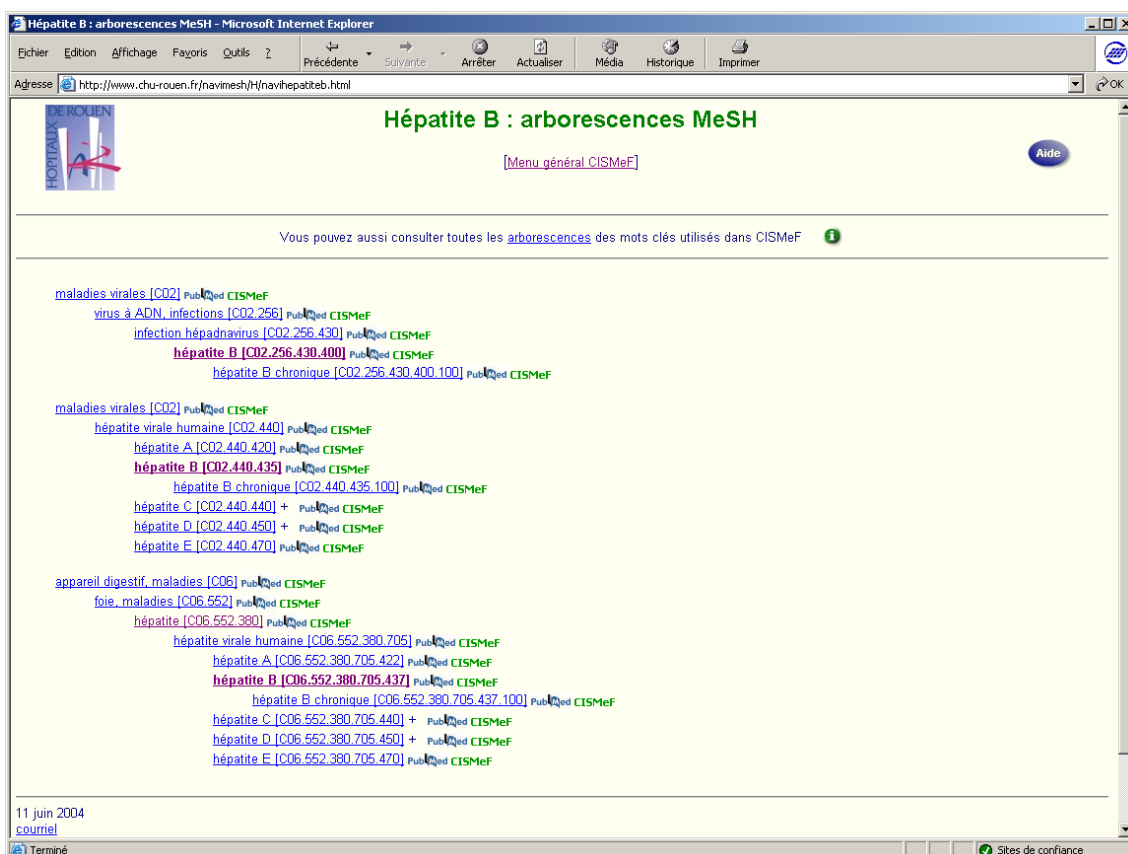 Hépatite B : arborescences MeSH - Microsoft Internet Explorer
Fichier Edition Affichage Favoris Outils ? Précédente Suivante Arrêter Actualiser Média Historique Imprimer
Adresse http://www.chu-rouen.fr/navimesh/H/navihepatiteb.html OK
HOPITAUX DE ROUEN
Hépatite B : arborescences MeSH
[Menu général CISMeF]
Aide
Vous pouvez aussi consulter toutes les arborescences des mots clés utilisés dans CISMeF
maladies virales [C02] PubMed CISMeF
virus à ADN, infections [C02.256] PubMed CISMeF
infection hépadnavirus [C02.256.430] PubMed CISMeF
hépatite B [C02.256.430.400] PubMed CISMeF
hépatite B chronique [C02.256.430.400.100] PubMed CISMeF
maladies virales [C02] PubMed CISMeF
hépatite virale humaine [C02.440] PubMed CISMeF
hépatite A [C02.440.420] PubMed CISMeF
hépatite B [C02.440.435] PubMed CISMeF
hépatite B chronique [C02.440.435.100] PubMed CISMeF
hépatite C [C02.440.440] + PubMed CISMeF
hépatite D [C02.440.450] + PubMed CISMeF
hépatite E [C02.440.470] PubMed CISMeF
appareil digestif, maladies [C06] PubMed CISMeF
foie, maladies [C06.552] PubMed CISMeF
hépatite [C06.552.380] PubMed CISMeF
hépatite virale humaine [C06.552.380.705] PubMed CISMeF
hépatite A [C06.552.380.705.422] PubMed CISMeF
hépatite B [C06.552.380.705.437] PubMed CISMeF
hépatite B chronique [C06.552.380.705.437.100] PubMed CISMeF
hépatite C [C06.552.380.705.440] + PubMed CISMeF
hépatite D [C06.552.380.705.450] + PubMed CISMeF
hépatite E [C06.552.380.705.470] PubMed CISMeF
11 juin 2004
courriel
Terminé Sites de confiance